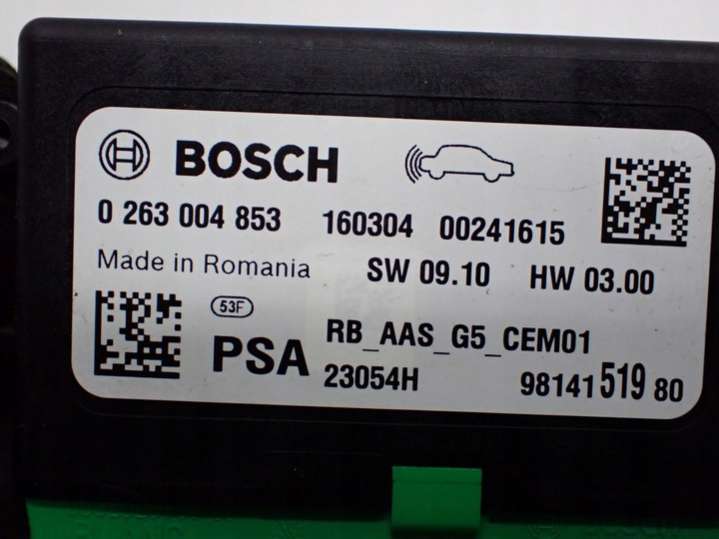 BOSCH
0 263 004 853 160304 00241615
Made in Romania SW 09.10 HW 03.00
53F
PSA RB_AAS_G5_CEM01
23054H 98141519 80